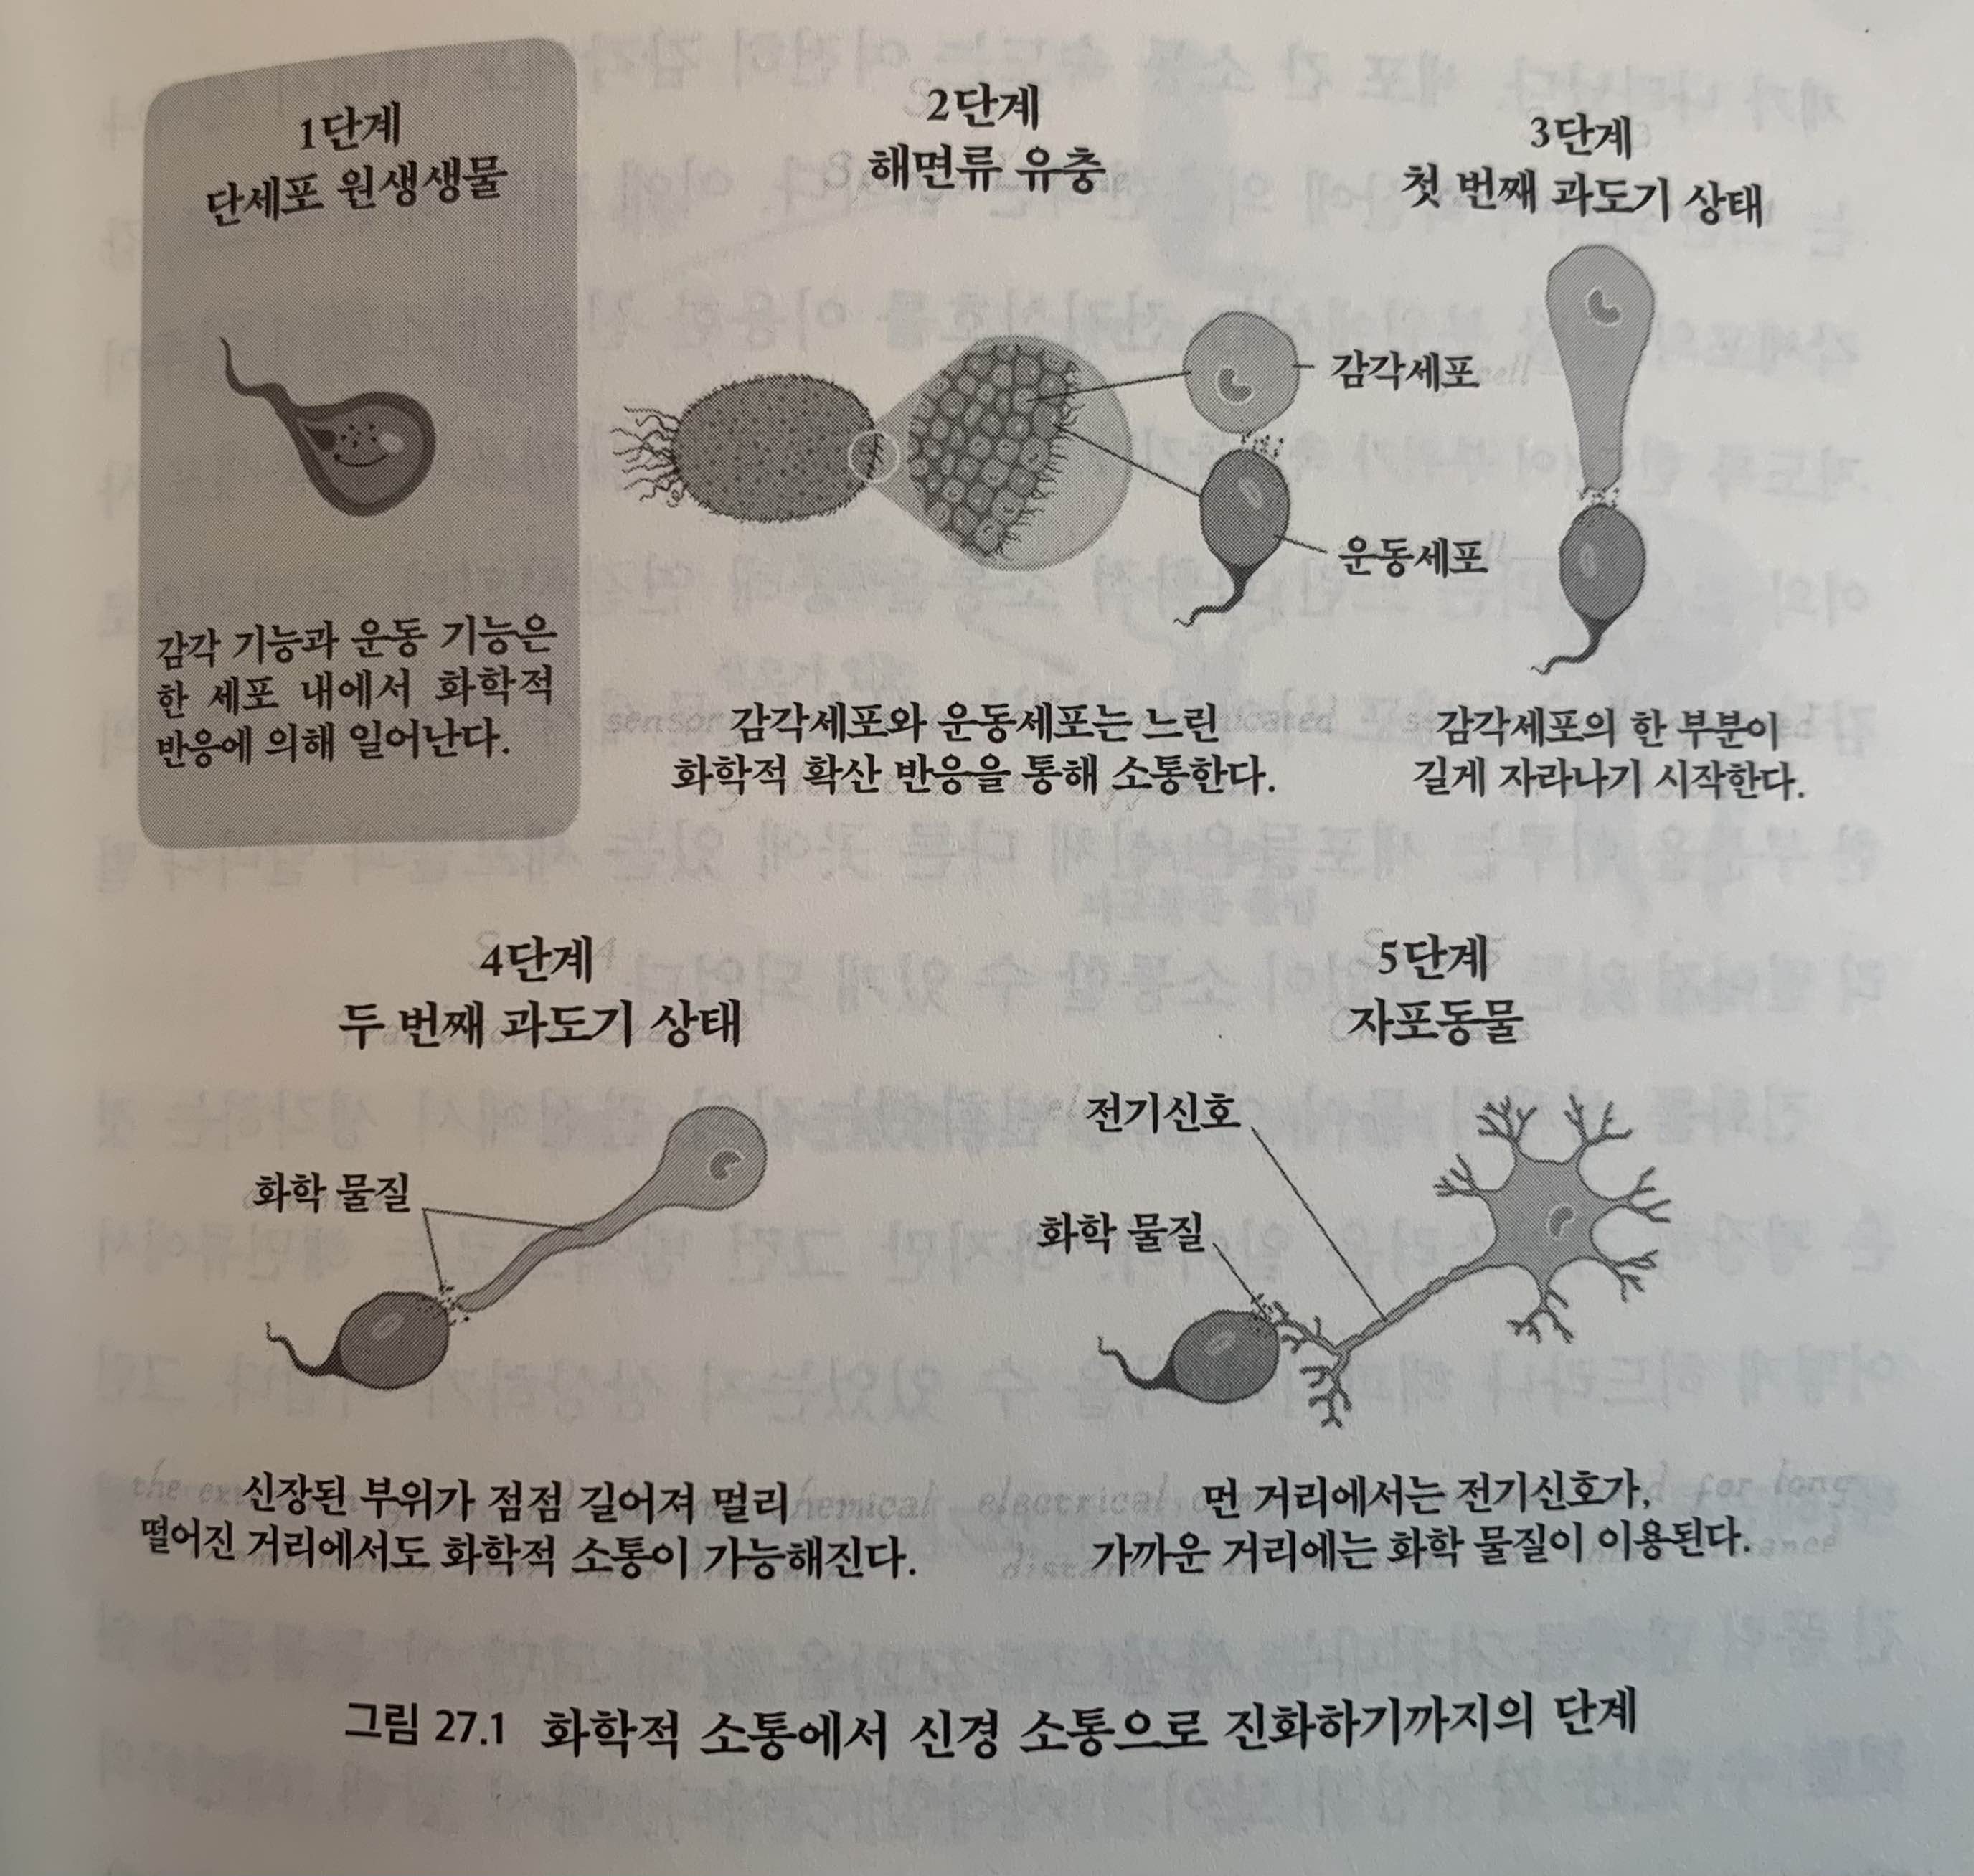 1단계
단세포 원생생물
감각 기능과 운동 기능은
한 세포 내에서 화학적
반응에 의해 일어난다.
2단계
해면류 유충
감각세포
운동세포
감각세포와 운동세포는 느린
화학적 확산 반응을 통해 소통한다.
3단계
첫 번째 과도기 상태
감각세포의 한 부분이
길게 자라나기 시작한다.
4단계
두 번째 과도기 상태
화학 물질
신장된 부위가 점점 길어져 멀리
떨어진 거리에서도 화학적 소통이 가능해진다.
5단계
자포동물
전기신호
화학 물질
먼 거리에서는 전기신호가,
가까운 거리에는 화학 물질이 이용된다.
그림 27.1 화학적 소통에서 신경 소통으로 진화하기까지의 단계